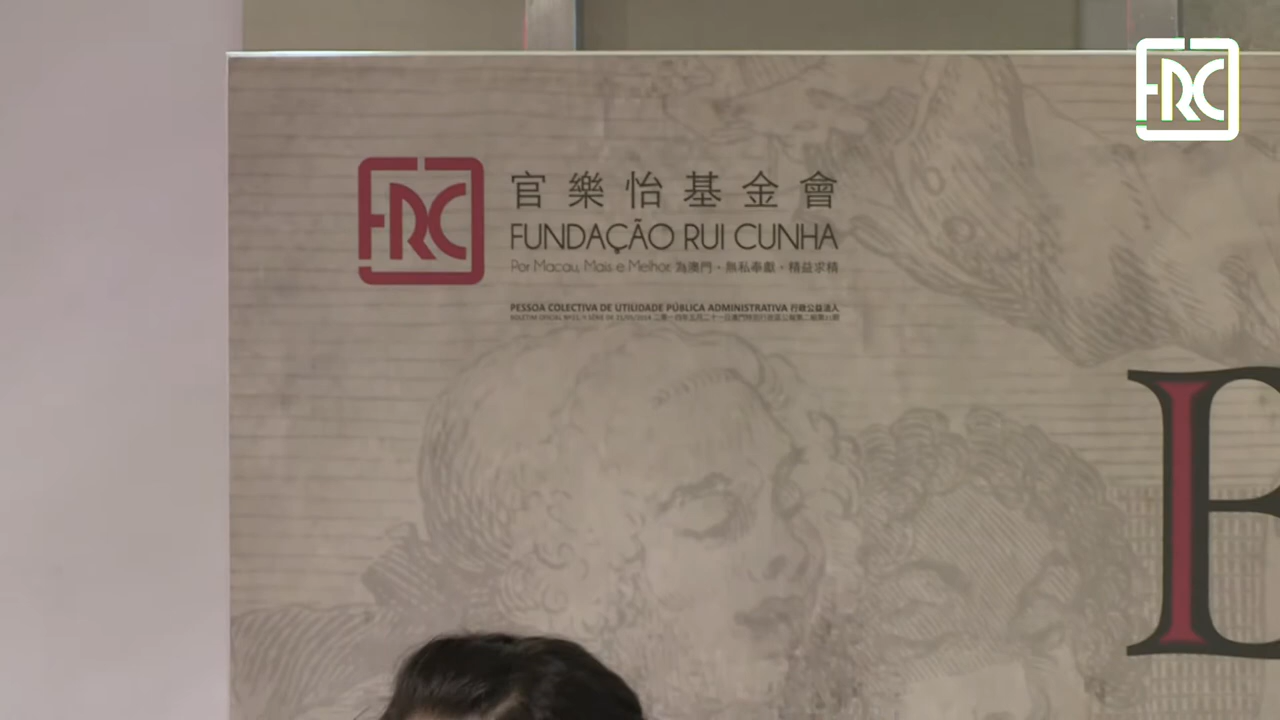 FRC
FRC
官樂怡基金會
FUNDAÇÃO RUI CUNHA
Por Macau, Mais e Melhor. 為澳門・無私奉獻・精益求精
PESSOA COLECTIVA DE UTILIDADE PÚBLICA ADMINISTRATIVA 行政公益法人